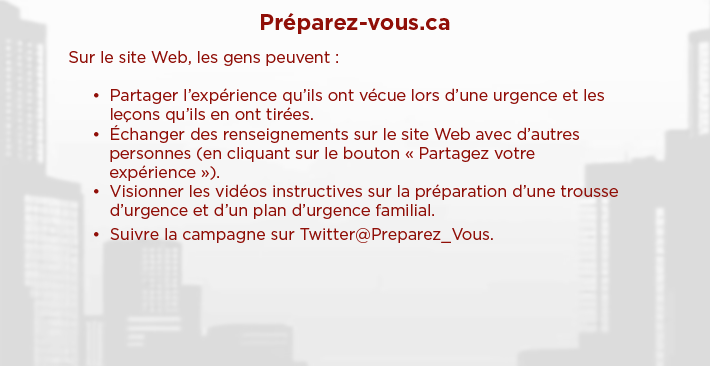 Préparez-vous.ca
Sur le site Web, les gens peuvent :
• Partager l’expérience qu’ils ont vécue lors d’une urgence et les
leçons qu’ils en ont tirées.
• Échanger des renseignements sur le site Web avec d’autres
personnes (en cliquant sur le bouton « Partagez votre
expérience »).
• Visionner les vidéos instructives sur la préparation d’une trousse
d’urgence et d’un plan d’urgence familial.
• Suivre la campagne sur Twitter@Preparez_Vous.